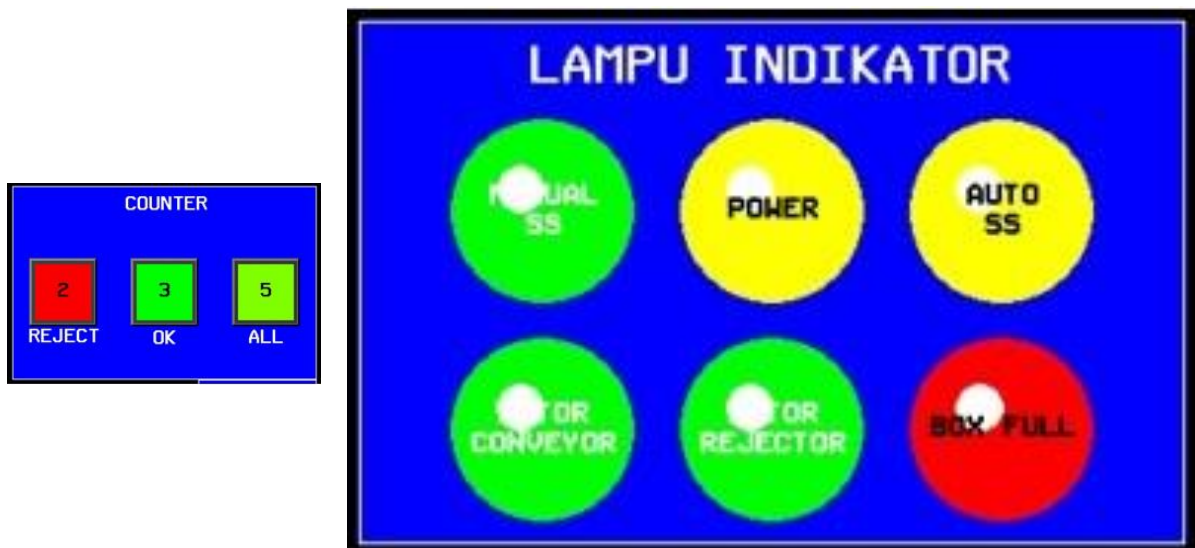 COUNTER
2
3
5
REJECT
OK
ALL
LAMPU INDIKATOR
SS
POWER
AUTO
SS
CONVEYOR
REJECTOR
BOX FULL